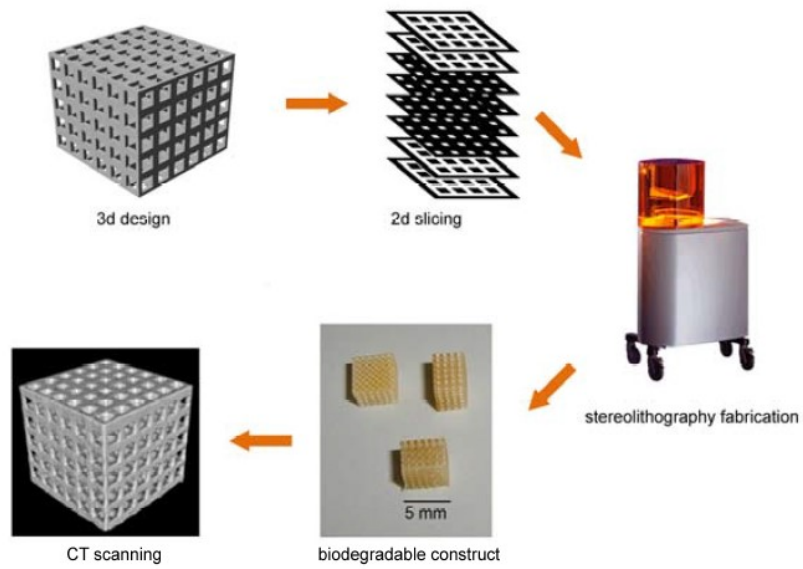 3d design
2d slicing
stereolithography fabrication
5 mm
CT scanning
biodegradable construct